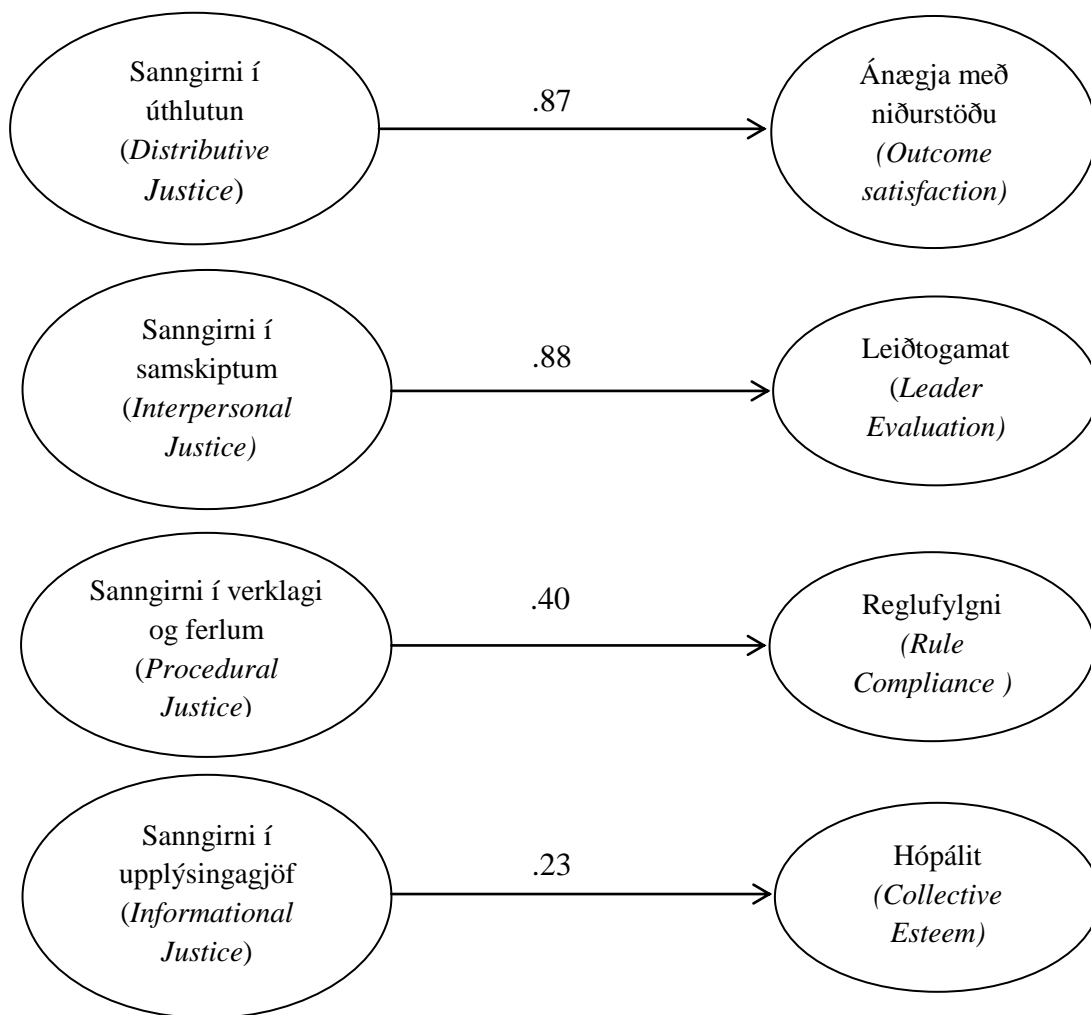 Sanngirni í
úthlutun
(Distributive
Justice)
.87
Ánægja með
niðurstöðu
(Outcome
satisfaction)
Sanngirni í
samskiptum
(Interpersonal
Justice)
.88
Leiðtogamat
(Leader
Evaluation)
Sanngirni í verklagi
og ferlum
(Procedural
Justice)
.40
Reglufylgni
(Rule
Compliance )
Sanngirni í
upplýsingagjöf
(Informational
Justice)
.23
Hópálit
(Collective
Esteem)